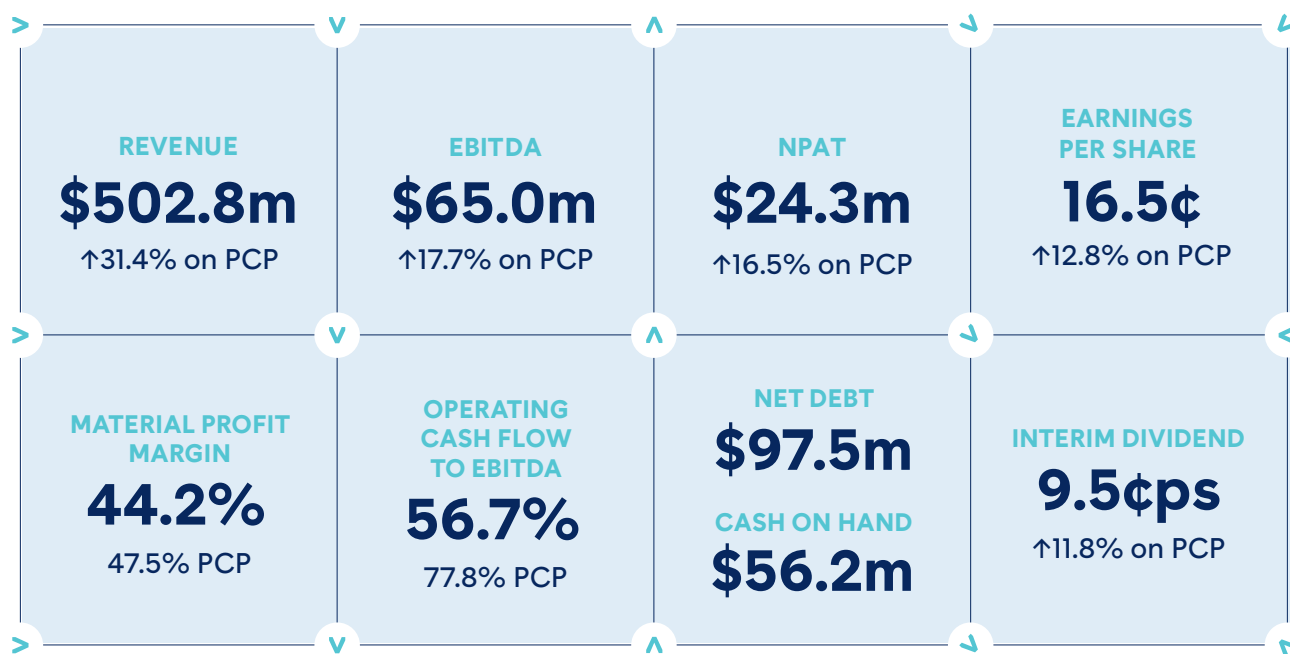 REVENUE
$502.8m
↑31.4% on PCP
EBITDA
$65.0m
↑17.7% on PCP
NPAT
$24.3m
↑16.5% on PCP
EARNINGS
PER SHARE
16.5¢
↑12.8% on PCP
MATERIAL PROFIT
MARGIN
44.2%
47.5% PCP
OPERATING
CASH FLOW
TO EBITDA
56.7%
77.8% PCP
NET DEBT
$97.5m
CASH ON HAND
$56.2m
INTERIM DIVIDEND
9.5¢ps
↑11.8% on PCP